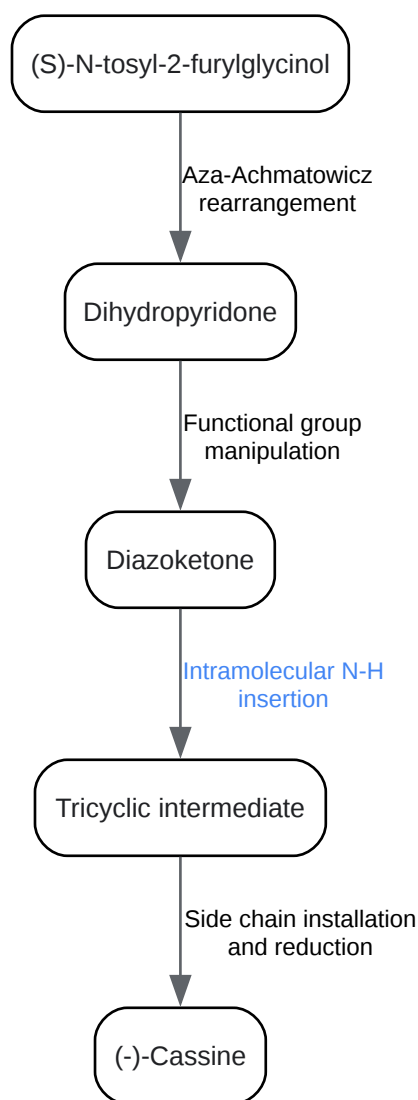 (S)-N-tosyl-2-furylglycinol
Aza-Achmatowicz
rearrangement
Dihydropyridone
Functional group
manipulation
Diazoketone
Intramolecular N-H
insertion
Tricyclic intermediate
Side chain installation
and reduction
(-)-Cassine